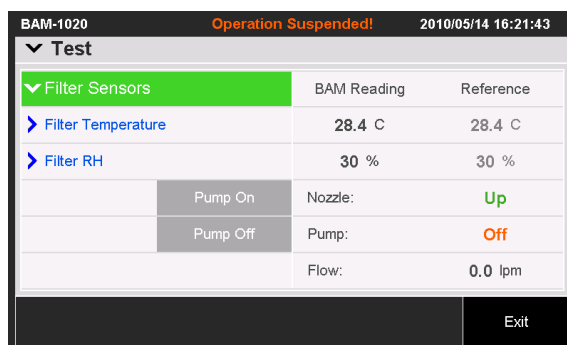 BAM-1020 Operation Suspended! 2010/05/14 16:21:43
Test
Filter Sensors BAM Reading Reference
Filter Temperature 28.4 C 28.4 C
Filter RH 30 % 30 %
Pump On Nozzle: Up
Pump Off Pump: Off
Flow: 0.0 lpm
Exit